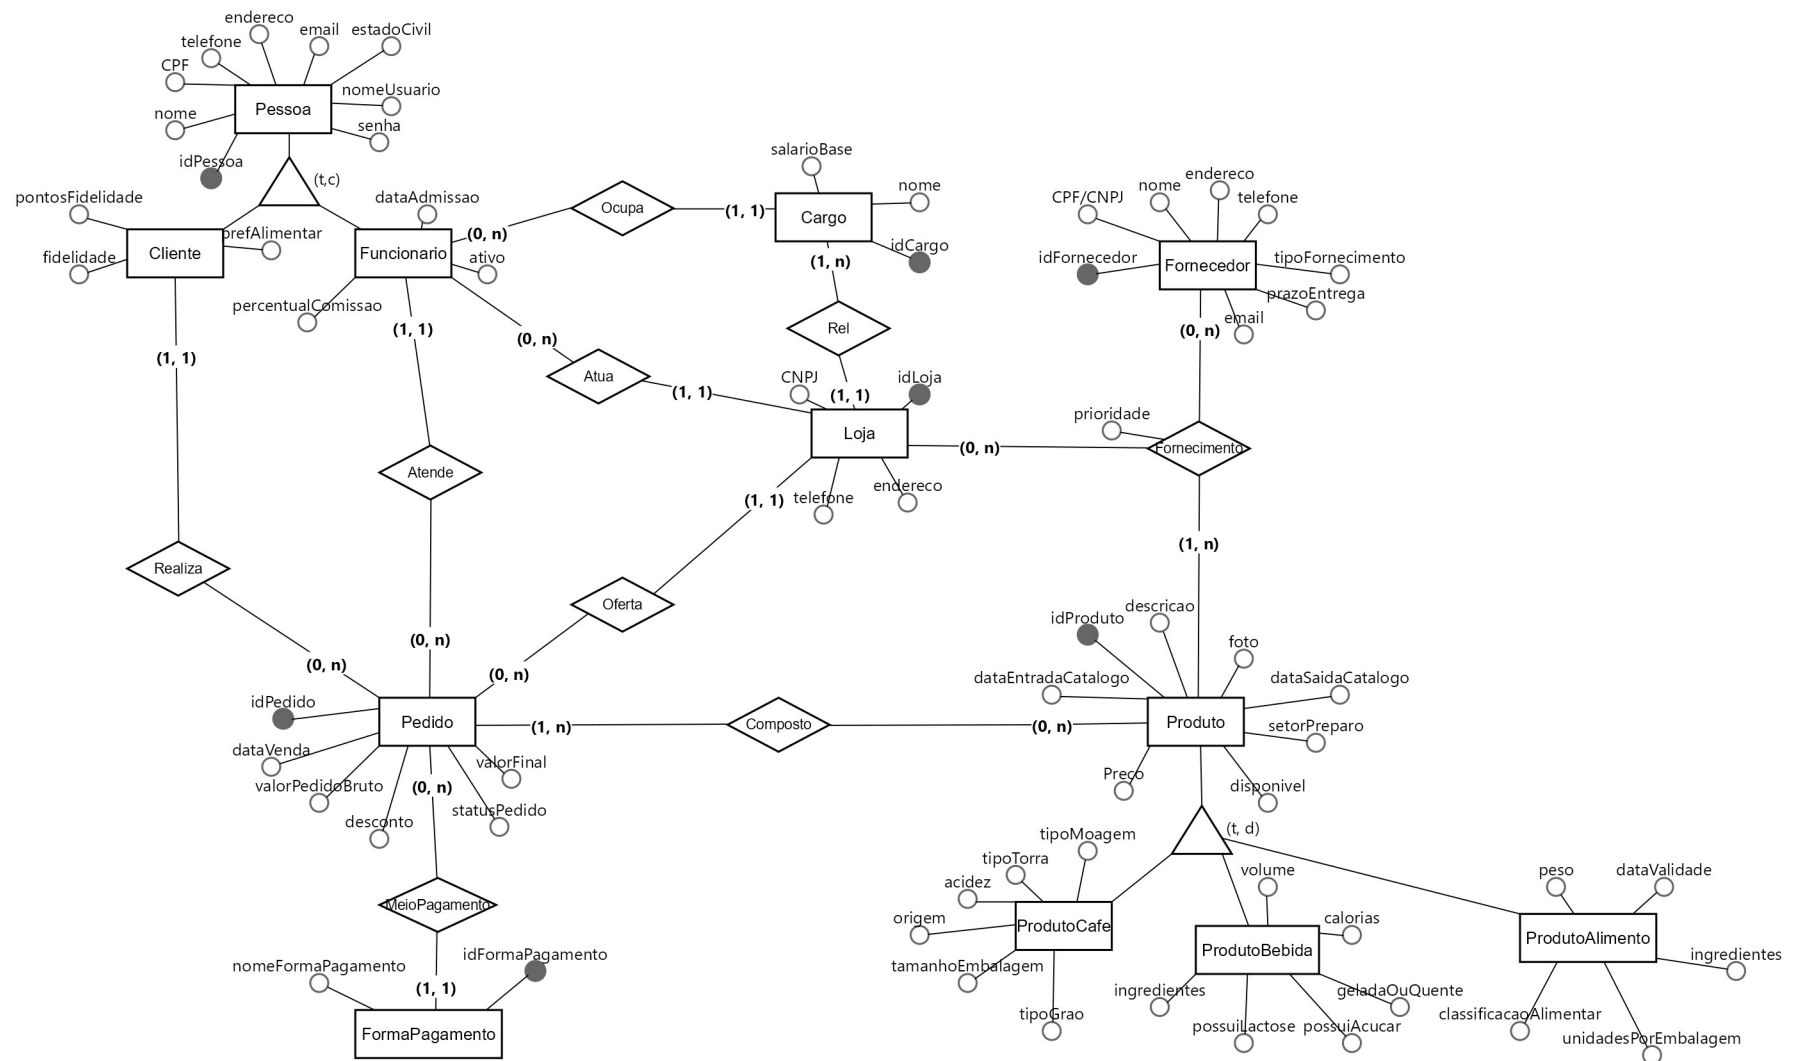 endereco
telefone
email
estadoCivil
CPF
nomeUsuario
Pessoa
nome
senha
idPessoa
(t,c)
pontosFidelidade
dataAdmissao
prefAlimentar
Cliente
Funcionario
fidelidade
ativo
percentualComissao
(0, n)
Ocupa
(1, 1)
salarioBase
nome
Cargo
idCargo
(1, n)
Rel
(1, 1)
CPF/CNPJ
nome
endereco
telefone
idFornecedor
Fornecedor
tipoFornecimento
prazoEntrega
email
(0, n)
(1, 1)
(1, 1)
(0, n)
Atua
(1, 1)
CNPJ
idLoja
Loja
telefone
endereco
(0, n)
prioridade
Fornecimento
(1, n)
Atende
(1, 1)
Realiza
Oferta
(0, n)
(0, n)
(0, n)
idProduto
descricao
foto
dataEntradaCatalogo
dataSaidaCatalogo
Produto
setorPreparo
Preco
disponivel
idPedido
Pedido
(1, n)
Composto
(0, n)
dataVenda
valorPedidoBruto
desconto
(0, n)
statusPedido
valorFinal
MeioPagamento
(1, 1)
nomeFormaPagamento
idFormaPagamento
FormaPagamento
(t, d)
tipoMoagem
tipoTorra
acidez
origem
ProdutoCafe
tamanhoEmbalagem
tipoGrao
volume
calorias
ProdutoBebida
ingredientes
geladaOuQuente
possuiLactose
possuiAcucar
peso
dataValidade
ProdutoAlimento
ingredientes
classificacaoAlimentar
unidadesPorEmbalagem